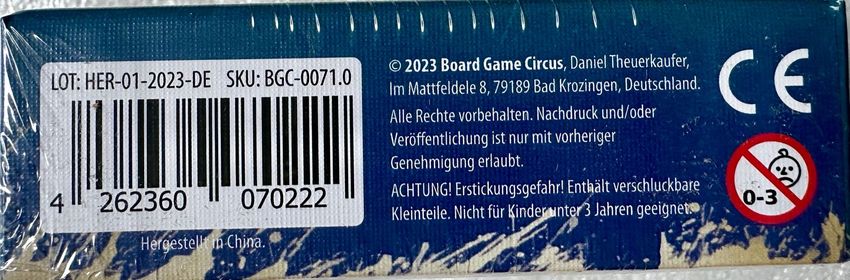 LOT: HER-01-2023-DE SKU: BGC-0071.0
4 262360 070222
Hergestellt in China.
© 2023 Board Game Circus, Daniel Theuerkaufer,
Im Mattfeldele 8, 79189 Bad Krozingen, Deutschland.
Alle Rechte vorbehalten. Nachdruck und/oder
Veröffentlichung ist nur mit vorheriger
Genehmigung erlaubt.
ACHTUNG! Erstickungsgefahr! Enthält verschluckbare
Kleinteile. Nicht für Kinder unter 3 Jahren geeignet.
CE
0-3